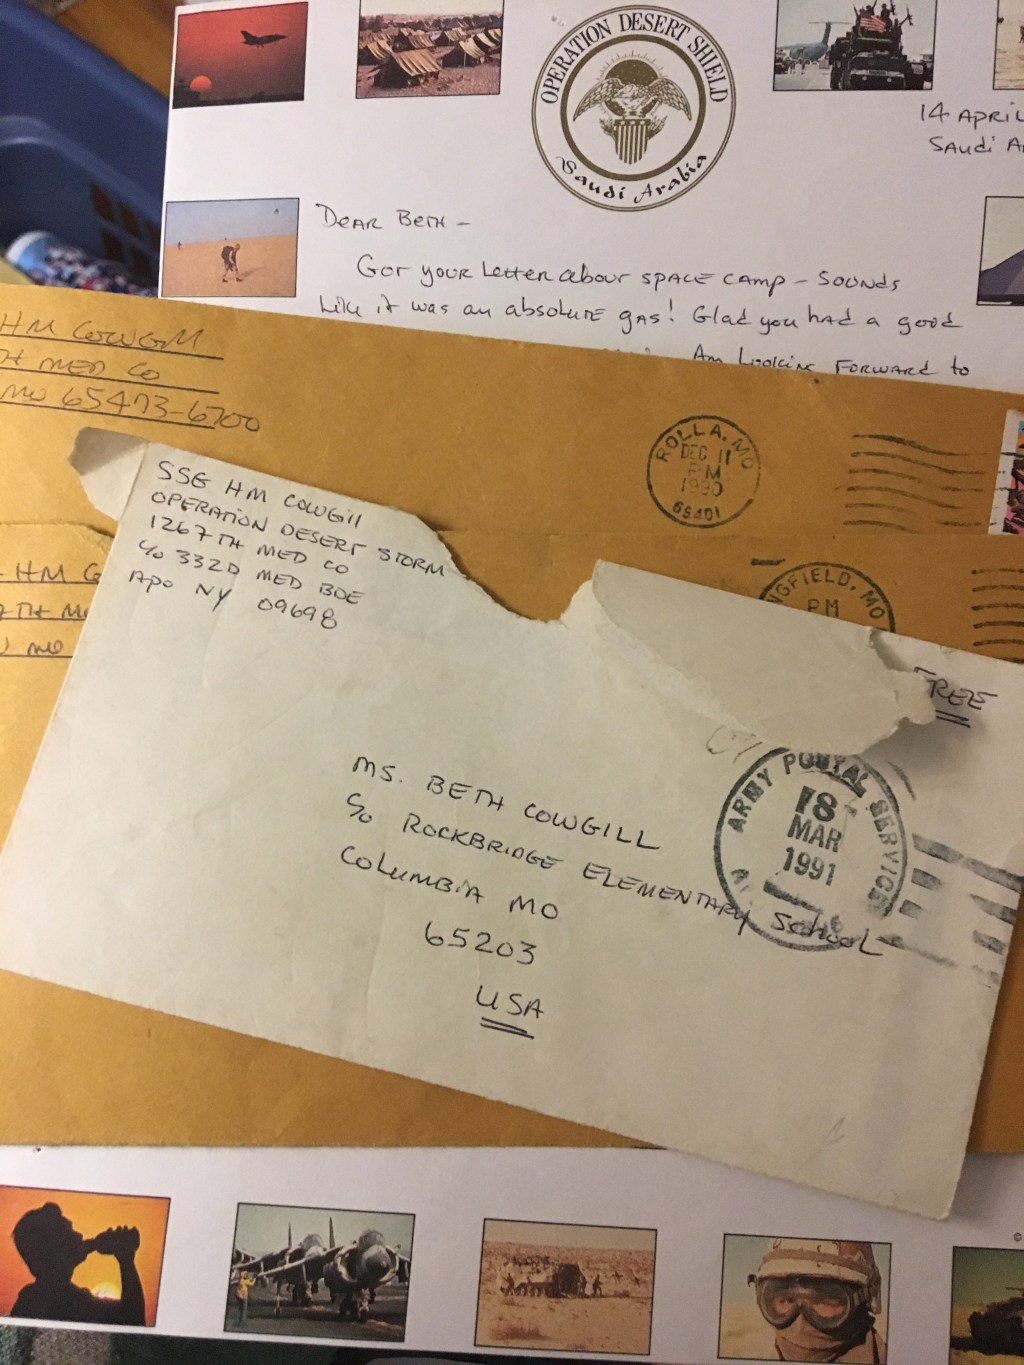 OPERATION DESERT SHIELD
Saudi Arabia
14 APRIL
SAUDI A
DEAR BETH –
GOT YOUR LETTER ABOUT SPACE CAMP – SOUNDS
LIKE IT WAS AN ABSOLUTE GAS! GLAD YOU HAD A GOOD
AM LOOKING FORWARD TO
HM COWGILL
TH MED CO
MO 65473-6700
ROLLA, MO
DEC 11
PM
1990
65401
HM C
7TH M
MO
NGFIELD, MO
PM
SSG HM COWGILL
OPERATION DESERT STORM
1267TH MED CO
c/o 332D MED BDE
APO NY 09698
FREE
ARMY POSTAL SERVICE
18
MAR
1991
MS. BETH COWGILL
c/o ROCKBRIDGE ELEMENTARY SCHOOL
COLUMBIA MO
65203
USA
©